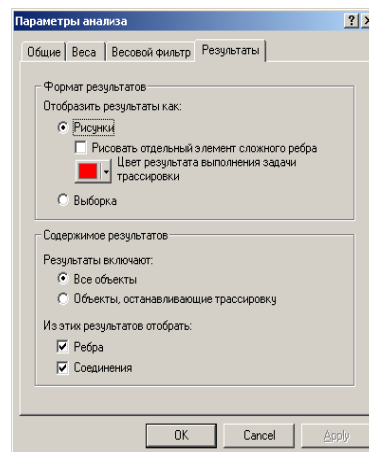 Параметры анализа
Общие Веса Весовой фильтр Результаты
Формат результатов
Отобразить результаты как:
Рисунки
Рисовать отдельный элемент сложного ребра
Цвет результата выполнения задачи
трассировки
Выборка
Содержимое результатов
Результаты включают:
Все объекты
Объекты, останавливающие трассировку
Из этих результатов отобрать:
Ребра
Соединения
OK Cancel Apply